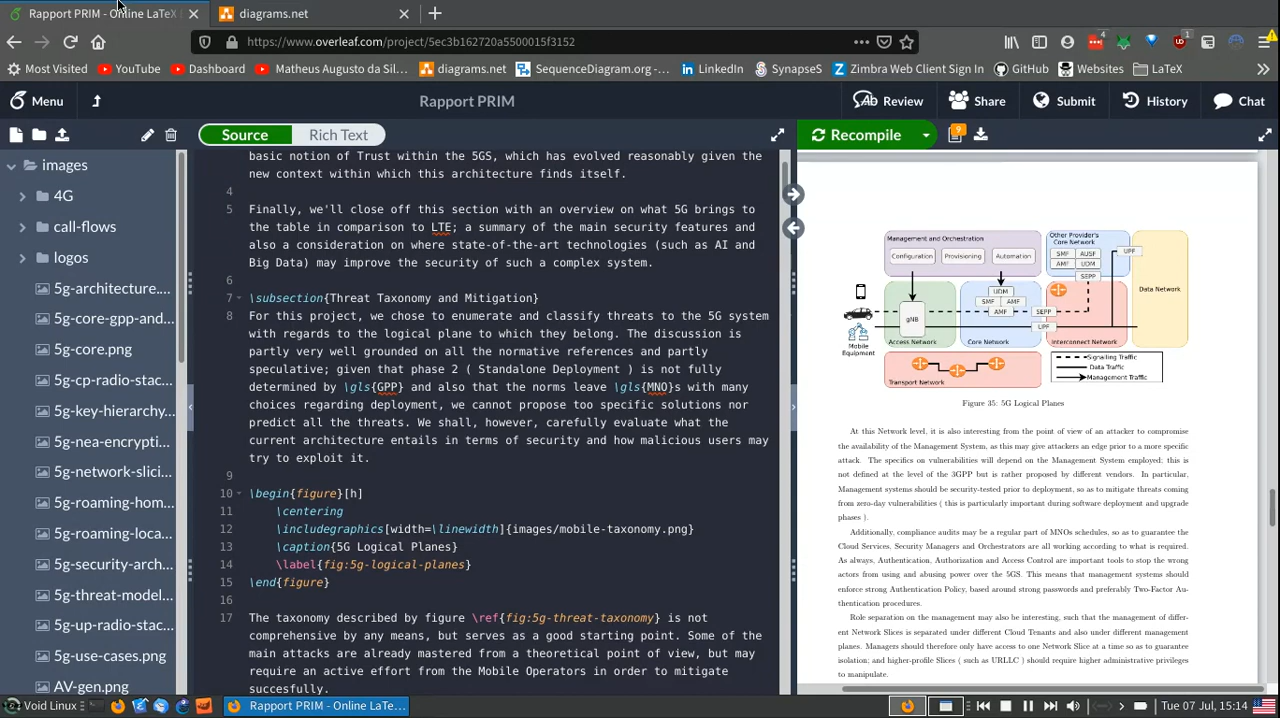 Rapport PRIM - Online LaTeX
diagrams.net
https://www.overleaf.com/project/5ec3b162720a5500015f3152
4
1
Most Visited
YouTube
Dashboard
Matheus Augusto da Sil...
diagrams.net
SequenceDiagram.org -...
LinkedIn
SynapseS
Zimbra Web Client Sign In
GitHub
Websites
LaTeX
Menu
Rapport PRIM
Review
Share
Submit
History
Chat
Source
Rich Text
Recompile
?
images
4G
call-flows
logos
5g-architecture....
5g-core-gpp-and...
5g-core.png
5g-cp-radio-stac...
5g-key-hierarchy...
5g-nea-encrypti...
5g-network-slici...
5g-roaming-hom...
5g-roaming-loca...
5g-security-arch...
5g-threat-model...
5g-up-radio-stac...
5g-use-cases.png
AV-gen.png
basic notion of Trust within the 5GS, which has evolved reasonably given the
new context within which this architecture finds itself.
4
5 Finally, we'll close off this section with an overview on what 5G brings to
the table in comparison to LTE; a summary of the main security features and
also a consideration on where state-of-the-art technologies (such as AI and
Big Data) may improve security of such a complex system.
6
7 \subsection{Threat Taxonomy and Mitigation}
8 For this project, we chose to enumerate and classify threats to the 5G system
with regards to the logical plane to which they belong. The discussion is
partly very well grounded on all the normative references and partly
speculative; given Phase 2 ( Standalone Deployment ) is not fully
determined by \gls{
} and also that the norms leave \gls{MNO}s with many
choices regarding deployment, we cannot propose too specific solutions nor
predict all the threats. We shall, however, carefully evaluate what the
current architecture entails in terms of security and how malicious users may
try to exploit it.
9
10 \begin{figure}[h]
11 \centering
12 \includegraphics[width=\linewidth]{images/mobile-taxonomy.png}
13 \caption{5G Logical Planes}
14 \label{fig:5g-logical-planes}
15 \end{figure}
16
17 The taxonomy described by figure \ref{fig:5g-threat-taxonomy} is not
comprehensive by any means, but serves as a good starting point. Some of the
main attacks are already mastered from a theoretical point of view, but may
require an active effort from the Mobile Operators in order to mitigate
succesfully.
Management and Orchestration
Configuration
Provisioning
Automation
Other Provider's
Core Network
SMF
AUSF
AMF
UDM
SEPP
UPF
Data Network
gNB
UDM
SMF
AMF
AMF
SEPP
UPF
Access Network
Core Network
Interconnect Network
Mobile
Equipment
Transport Network
Signalling Traffic
Data Traffic
Management Traffic
Figure 35: 5G Logical Planes
At this Network level, it is also interesting from the point of view of an attacker to compromise
the availability of the Management System, as this may give attackers an edge prior to a more specific
attack. The specifics on vulnerabilities will depend on the Management System employed; this is
not defined at the level of the 3GPP but is rather proposed by different vendors. In particular,
Management systems should be security-tested prior to deployment, so as to mitigate threats coming
from zero-day vulnerabilities ( this is particularly important during software deployment and upgrade
phases ).
Additionally, compliance audits may be a regular part of MNOs schedules, so as to guarantee the
Cloud Services, Security Managers and Orchestrators are all working according to what is required.
As always, Authentication, Authorization and Access Control are important tools to stop the wrong
actors from using and abusing power over the 5GS. This means that management systems should
enforce strong Authentication Policy, based around strong passwords and preferably Two-Factor Au-
thentication procedures.
Role separation on the management may also be interesting, such that the management of differ-
ent Network Slices is separated under different Cloud Tenants and also under different management
planes. Managers should therefore only have access to one Network Slice at a time so as to guarantee
isolation; and higher-profile Slices ( such as URLLC ) should require higher administrative privileges
to manipulate.
Void Linux
Rapport PRIM - Online LaTe...
Tue 07 Jul, 15:14